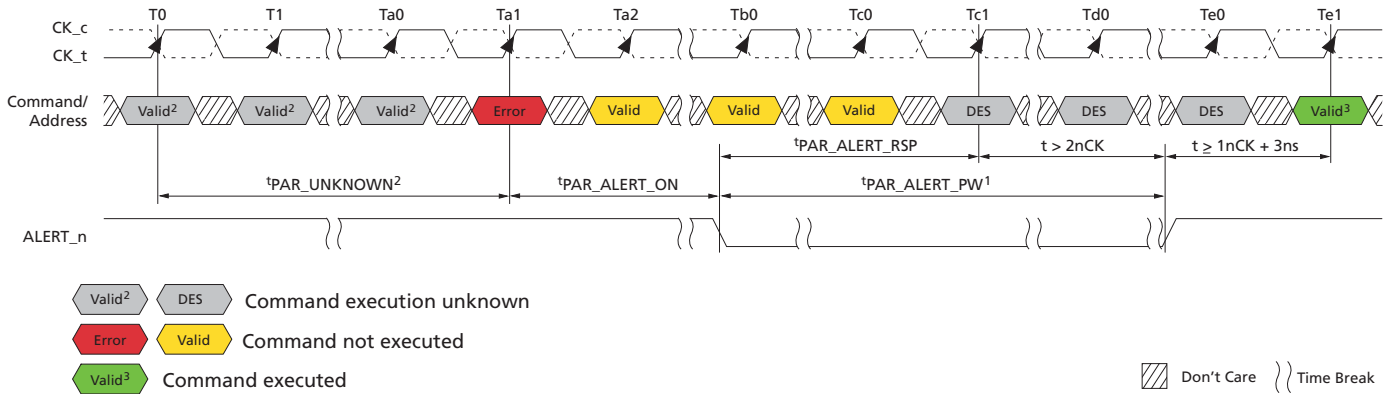 T0 T1 Ta0 Ta1 Ta2 Tb0 Tc0 Tc1 Td0 Te0 Te1
CK_c
CK_t
Command/
Address
Valid² Valid² Valid² Error Valid Valid Valid DES DES DES Valid³
tPAR_ALERT_RSP t > 2nCK t ≥ 1nCK + 3ns
tPAR_UNKNOWN² tPAR_ALERT_ON tPAR_ALERT_PW¹
ALERT_n
Valid² DES Command execution unknown
Error Valid Command not executed
Valid³ Command executed
Don't Care Time Break